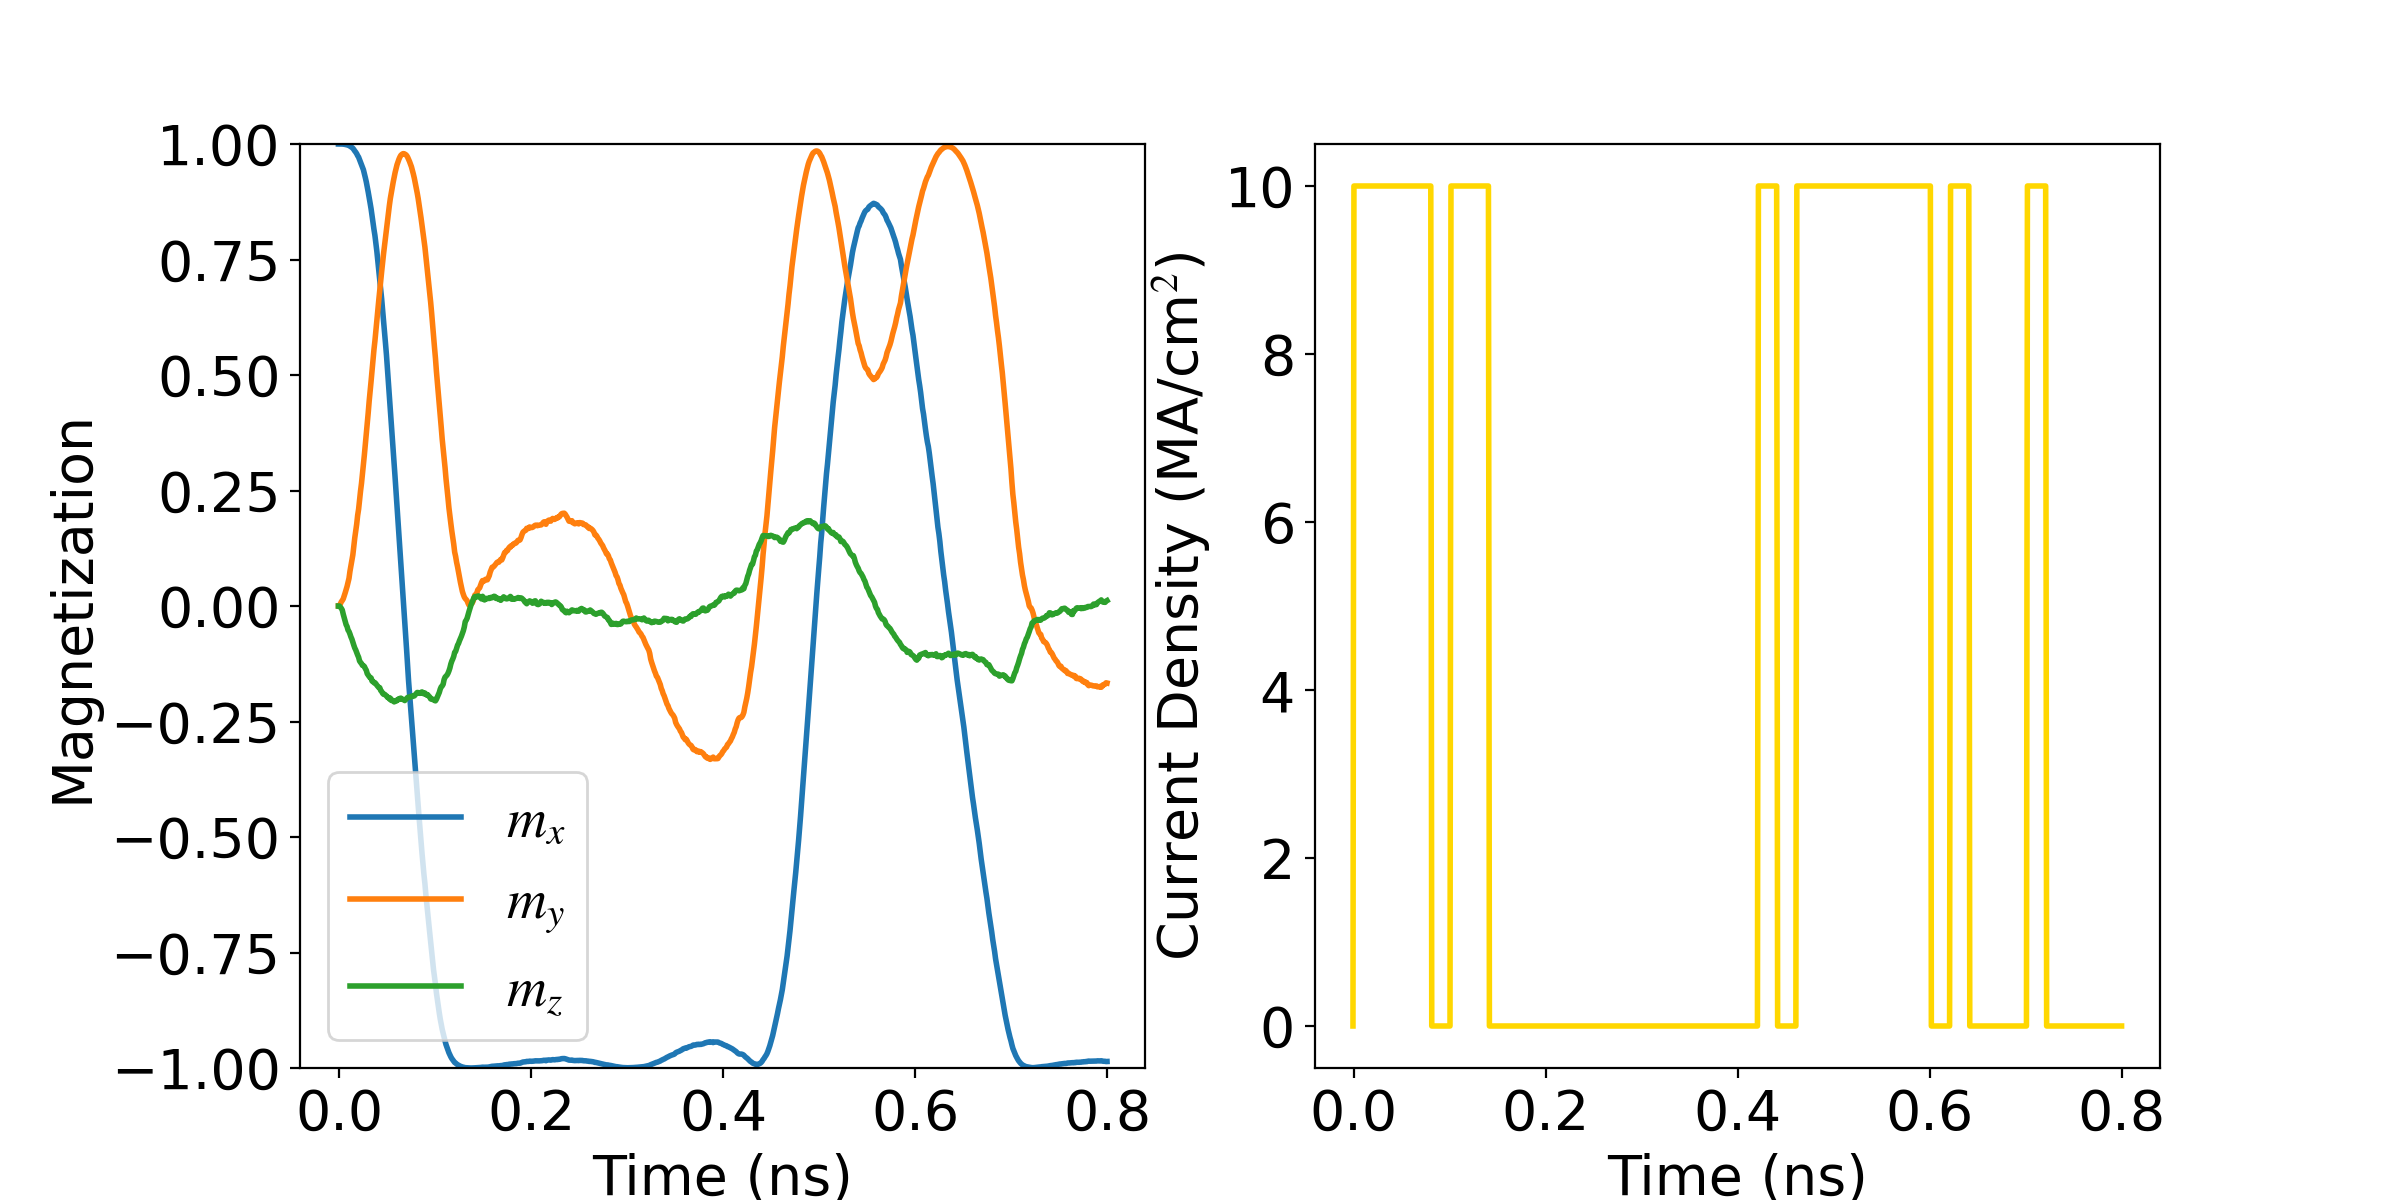 Magnetization
1.00
0.75
0.50
0.25
0.00
−0.25
−0.50
−0.75
−1.00
m_x
m_y
m_z
0.0 0.2 0.4 0.6 0.8
Time (ns)
Current Density (MA/cm²)
10
8
6
4
2
0
0.0 0.2 0.4 0.6 0.8
Time (ns)